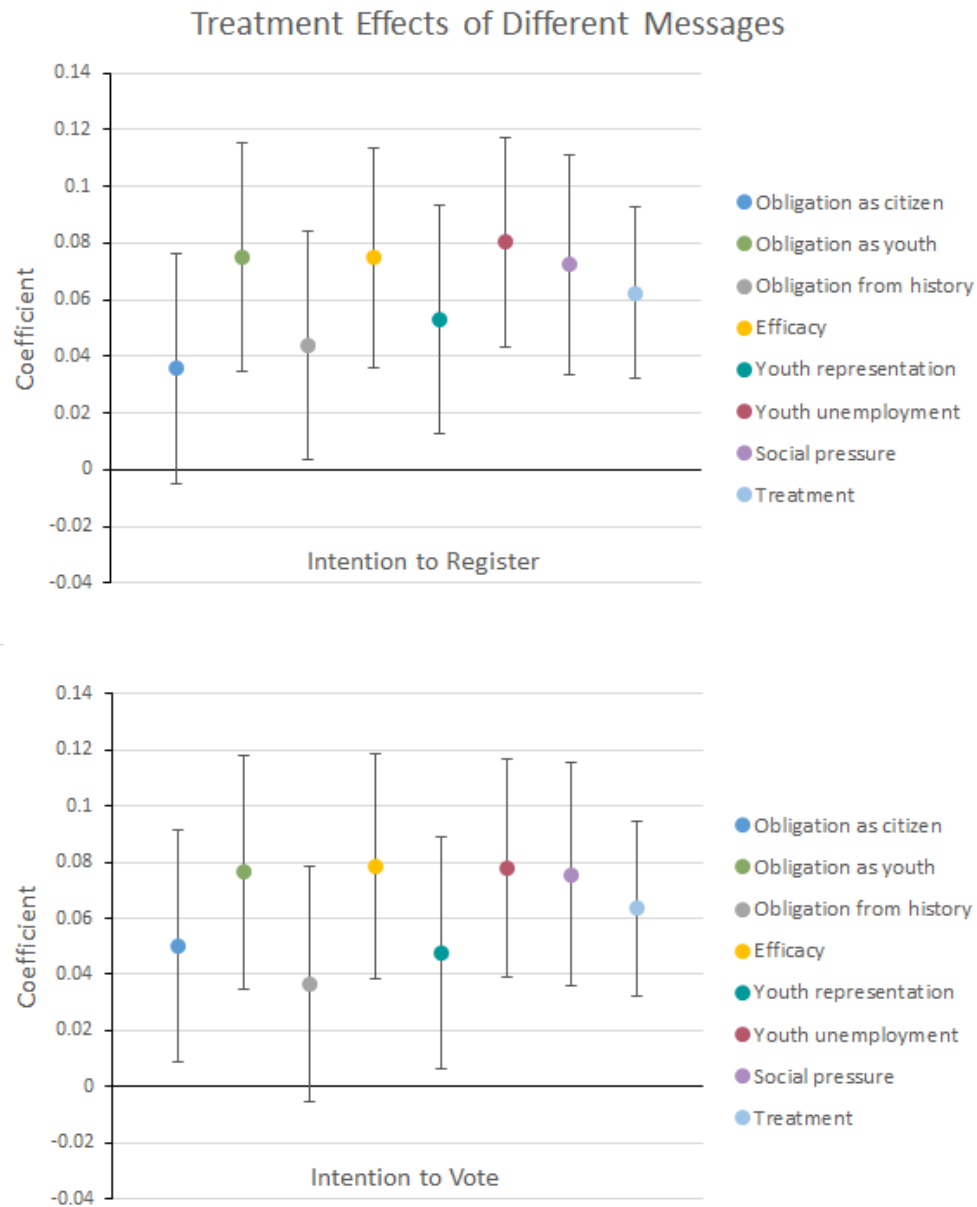 Treatment Effects of Different Messages
0.14
0.12
0.1
0.08
0.06
0.04
0.02
0
-0.02
-0.04
Coefficient
Intention to Register
Obligation as citizen
Obligation as youth
Obligation from history
Efficacy
Youth representation
Youth unemployment
Social pressure
Treatment
0.14
0.12
0.1
0.08
0.06
0.04
0.02
0
-0.02
-0.04
Coefficient
Intention to Vote
Obligation as citizen
Obligation as youth
Obligation from history
Efficacy
Youth representation
Youth unemployment
Social pressure
Treatment